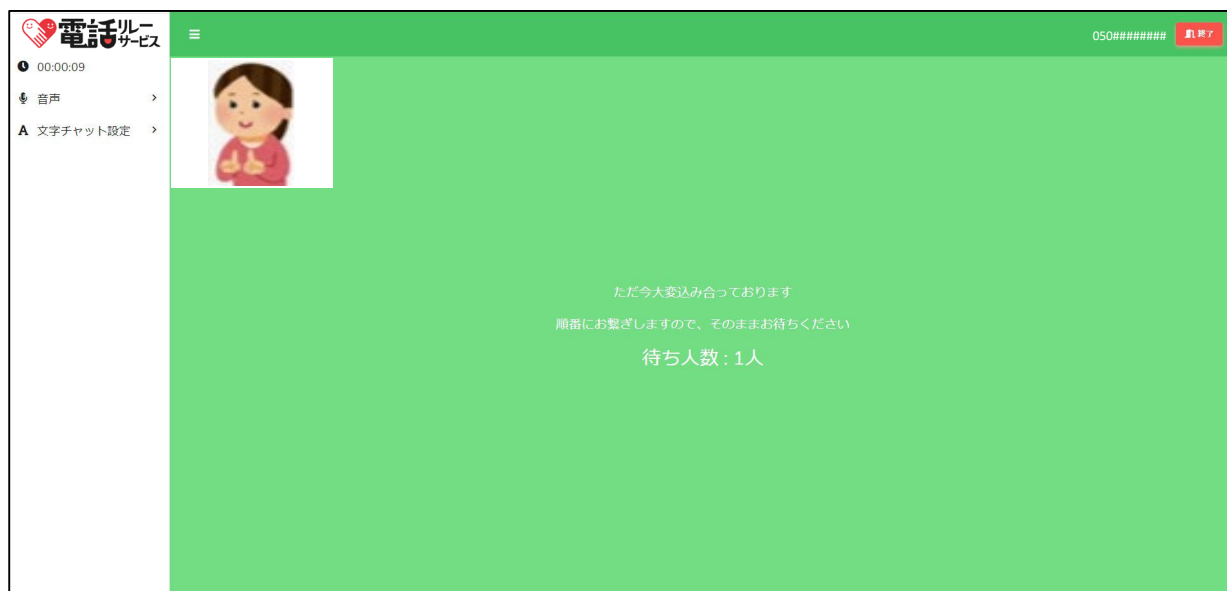 電話リレーサービス
050########
終了
00:00:09
音声
A 文字チャット設定
ただ今大変込み合っております
順番にお繋ぎしますので、そのままお待ちください
待ち人数 : 1人